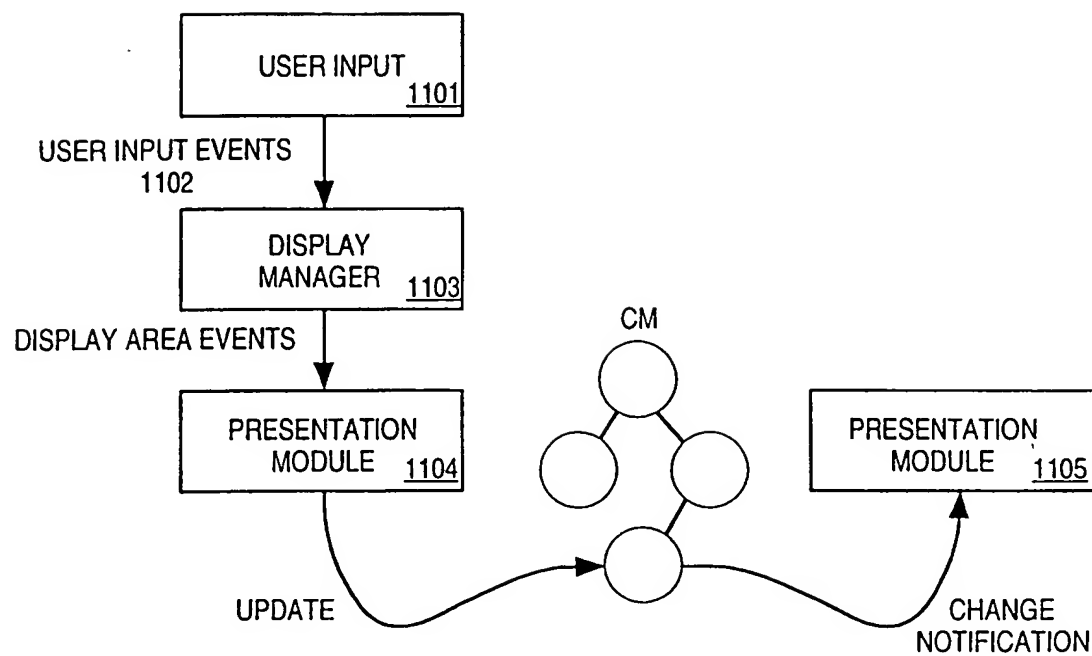 USER INPUT
1101
USER INPUT EVENTS
1102
DISPLAY
MANAGER
1103
DISPLAY AREA EVENTS
CM
PRESENTATION
MODULE
1104
PRESENTATION
MODULE
1105
UPDATE
CHANGE
NOTIFICATION